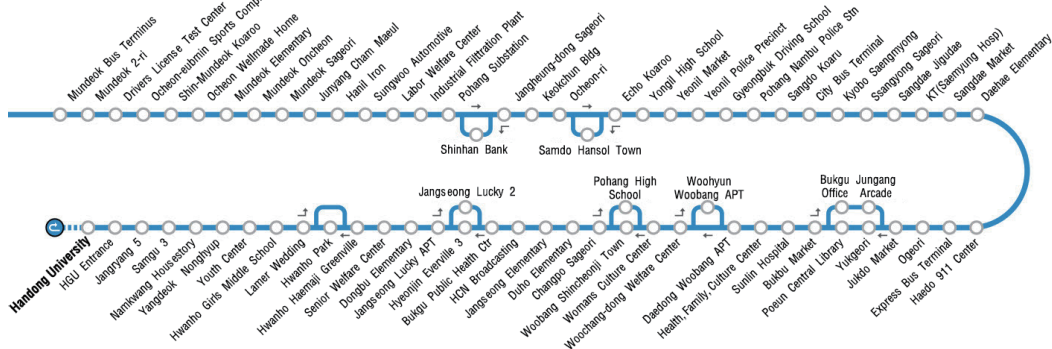 Mundeok Bus Terminus
Mundeok 2-ri
Drivers License Test Center
Ocheon-eubmin Sports Comp
Shin-Mundeok Koaroo
Ocheon Wellmade Home
Mundeok Elementary
Mundeok Oncheon
Mundeok Sageori
Junyang Cham Maeul
Hanil Iron
Sungwoo Automotive
Labor Welfare Center
Industrial Filtration Plant
Pohang Substation
Jangheung-dong Sageori
Keokchun Bldg
Ocheon-ri
Echo Koaroo
Yongil High School
Yeonil Market
Yeonil Police Precinct
Gyeongbuk Driving School
Pohang Nambu Police Stn
Sangdo Koaru
City Bus Terminal
Kyobo Saengmyong
Ssangyong Sageori
Sangdae Jigudae
KT(Saemyung Hosp)
Sangdae Market
Daehae Elementary
Shinhan Bank
Samdo Hansol Town
Jangseong Lucky 2
Pohang High
School
Woohyun
Woobang APT
Bukgu
Office
Jungang
Arcade
Handong University
HGU Entrance
Jangryang 5
Samgu 3
Namkwang Housestory
Yangdeok Nonghyup
Youth Center
Hwanho Girls Middle School
Lamer Wedding
Hwanho Park
Hwanho Haemaji Greenville
Senior Welfare Center
Dongbu Elementary
Jangseong Lucky APT
Hyeonjin Everville 3
Bukgu Public Health Ctr
HCN Broadcasting
Jangseong Elementary
Duho Elementary
Changpo Sageori
Woobang Shincheonji Town
Womans Culture Center
Woochang-dong Welfare Center
Daedong Woobang APT
Health, Family, Culture Center
Sunlin Hospital
Bukbu Market
Poeun Central Library
Yukgeori
Jukdo Market
Ogeori
Express Bus Terminal
Haedo 911 Center